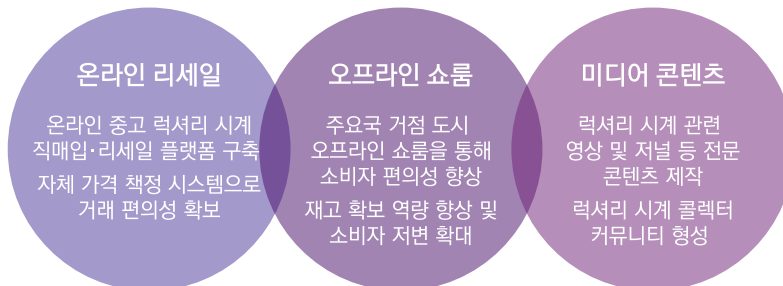 온라인 리세일
온라인 중고 럭셔리 시계
직매입·리세일 플랫폼 구축
자체 가격 책정 시스템으로
거래 편의성 확보
오프라인 쇼룸
주요국 거점 도시
오프라인 쇼룸을 통해
소비자 편의성 향상
재고 확보 역량 향상 및
소비자 저변 확대
미디어 콘텐츠
럭셔리 시계 관련
영상 및 저널 등 전문
콘텐츠 제작
럭셔리 시계 콜렉터
커뮤니티 형성